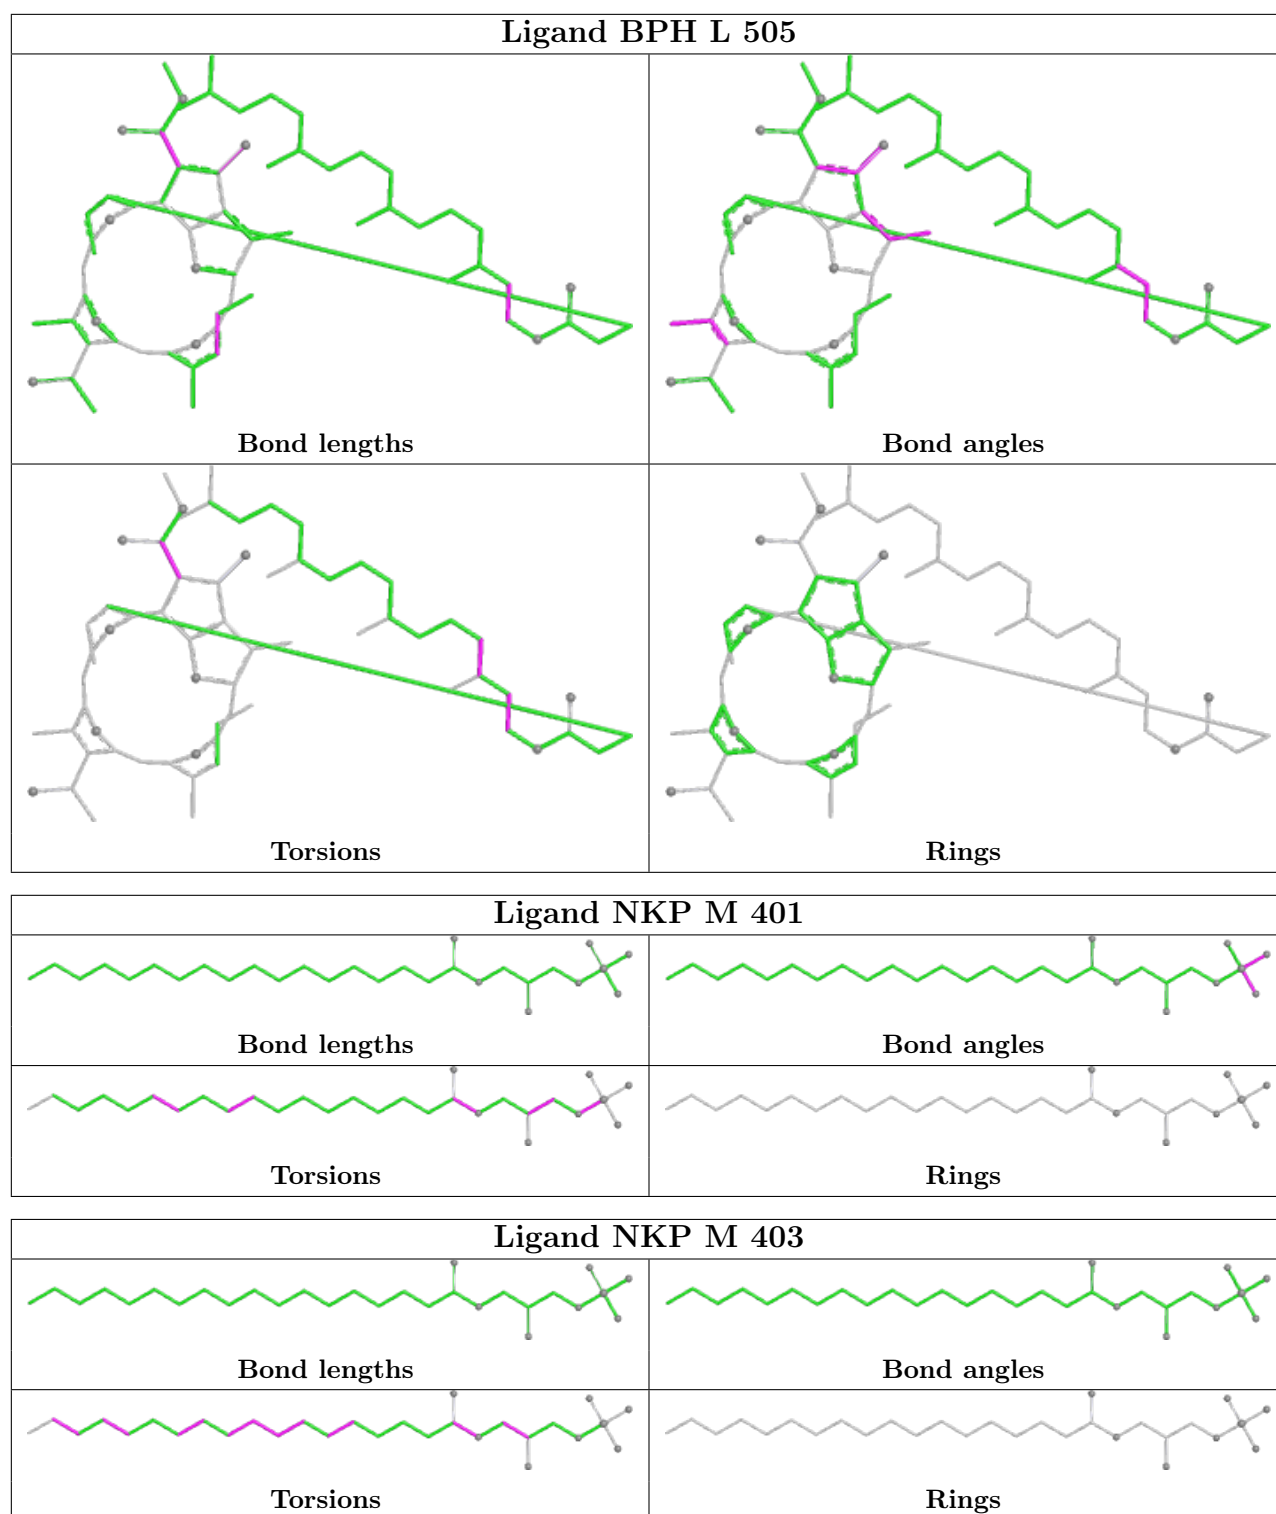 Ligand BPH L 505
Bond lengths
Bond angles
Torsions
Rings
Ligand NKP M 401
Bond lengths
Bond angles
Torsions
Rings
Ligand NKP M 403
Bond lengths
Bond angles
Torsions
Rings